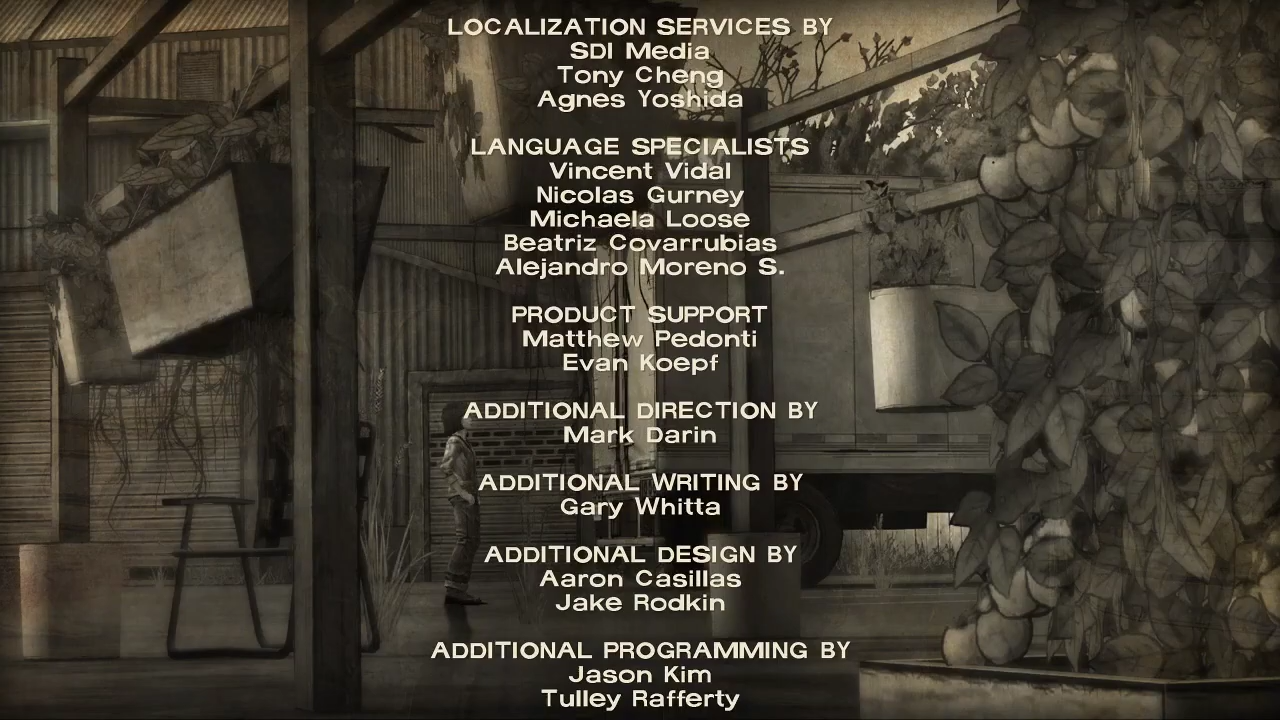 LOCALIZATION SERVICES BY
SDI Media
Tony Cheng
Agnes Yoshida
LANGUAGE SPECIALISTS
Vincent Vidal
Nicolas Gurney
Michaela Loose
Beatriz Covarrubias
Alejandro Moreno S.
PRODUCT SUPPORT
Matthew Pedonti
Evan Koepf
ADDITIONAL DIRECTION BY
Mark Darin
ADDITIONAL WRITING BY
Gary Whitta
ADDITIONAL DESIGN BY
Aaron Casillas
Jake Rodkin
ADDITIONAL PROGRAMMING BY
Jason Kim
Tulley Rafferty